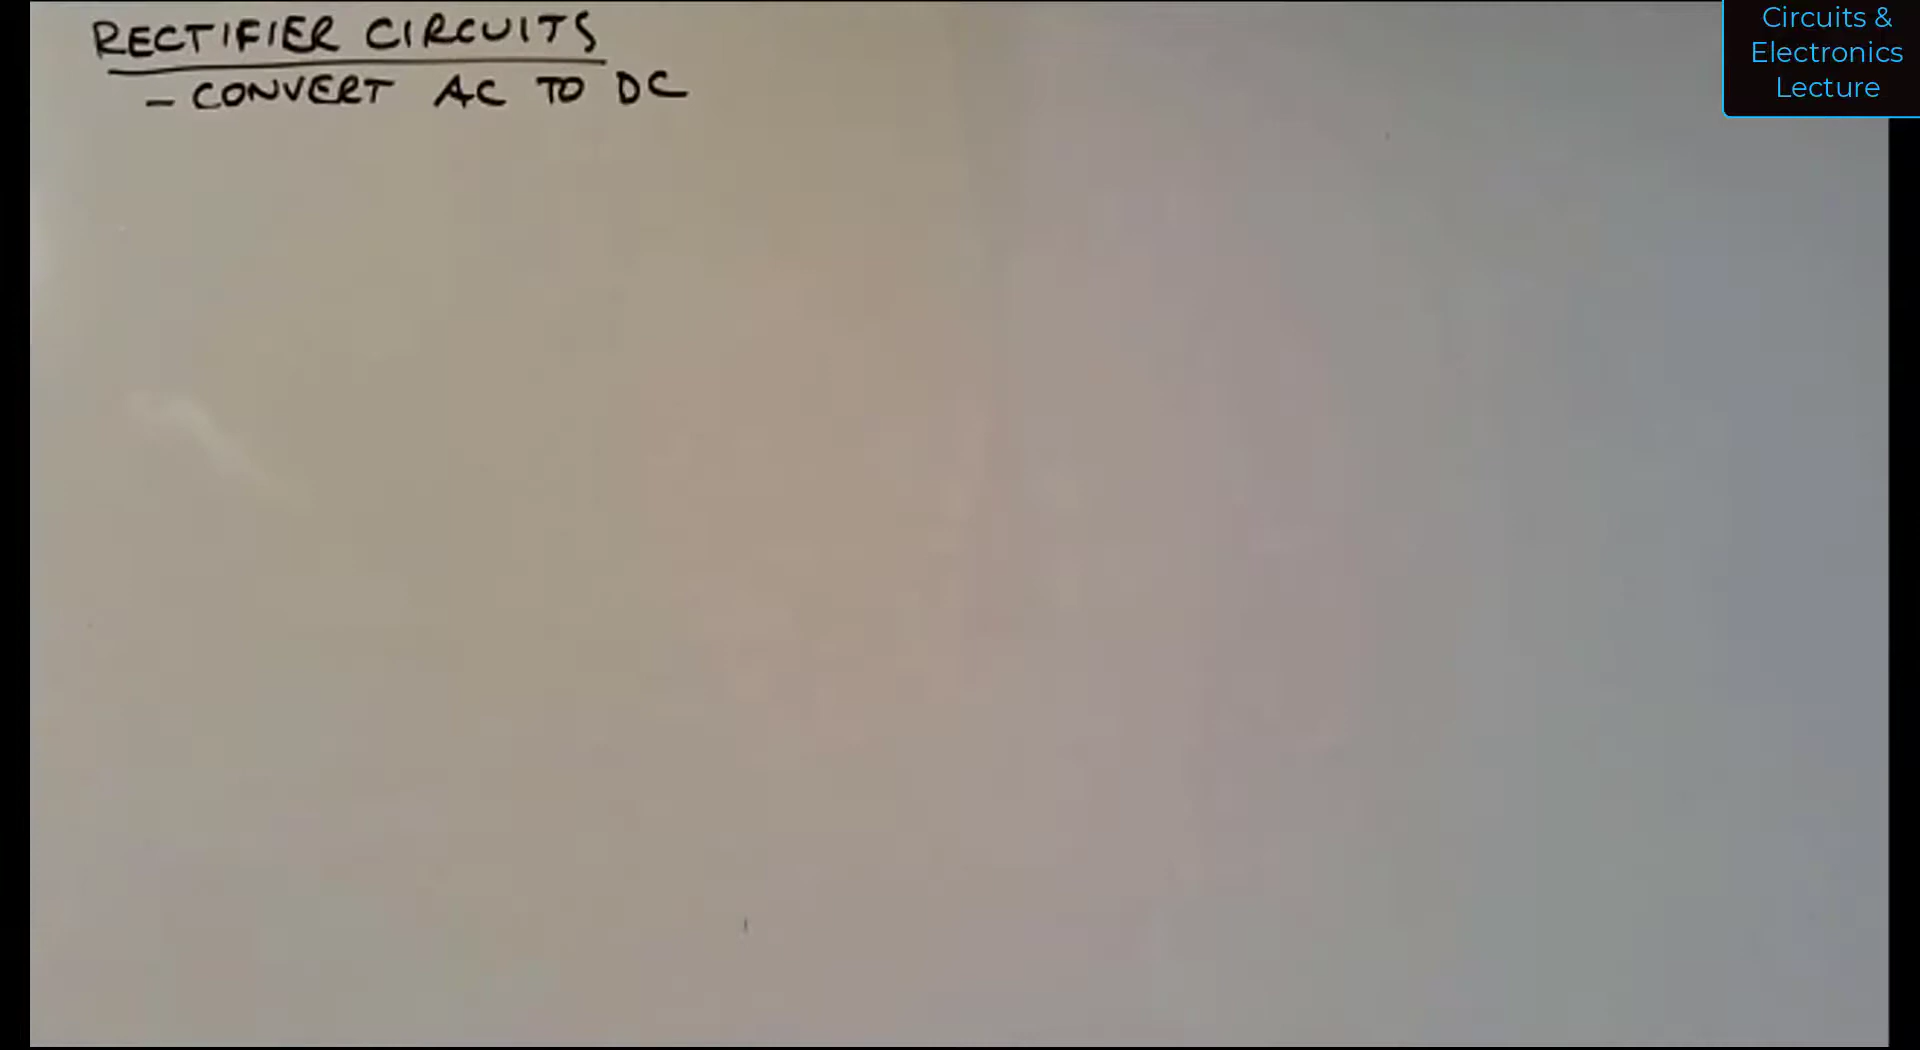 RECTIFIER CIRCUITS
- CONVERT AC TO DC
Circuits &
Electronics
Lecture